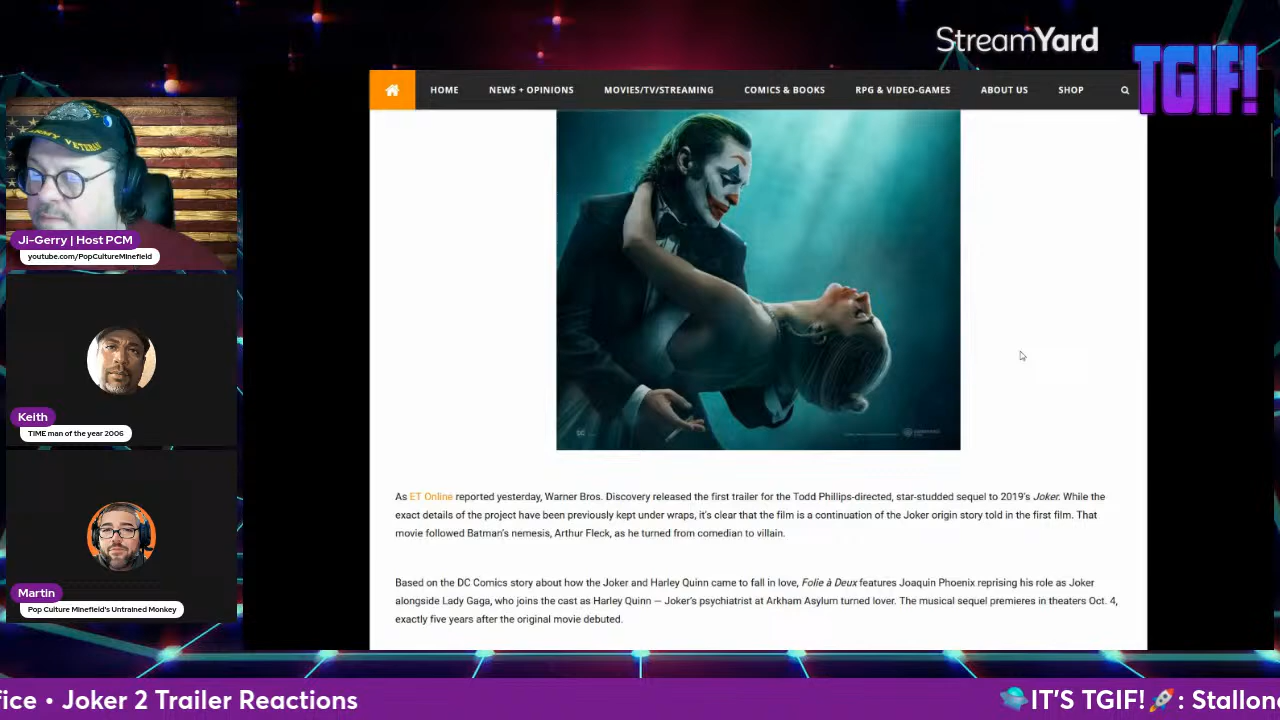 StreamYard
TGIF!
HOME NEWS + OPINIONS MOVIES/TV/STREAMING COMICS & BOOKS RPG & VIDEO-GAMES ABOUT US SHOP
ARMY VETERAN
Ji-Gerry | Host PCM
youtube.com/PopCultureMinefield
Keith
TIME man of the year 2006
Martin
Pop Culture Minefield's Untrained Monkey
DC
As ET Online reported yesterday, Warner Bros. Discovery released the first trailer for the Todd Phillips-directed, star-studded sequel to 2019's Joker. While the
exact details of the project have been previously kept under wraps, it's clear that the film is a continuation of the Joker origin story told in the first film. That
movie followed Batman's nemesis, Arthur Fleck, as he turned from comedian to villain.
Based on the DC Comics story about how the Joker and Harley Quinn came to fall in love, Folie à Deux features Joaquin Phoenix reprising his role as Joker
alongside Lady Gaga, who joins the cast as Harley Quinn — Joker's psychiatrist at Arkham Asylum turned lover. The musical sequel premieres in theaters Oct. 4,
exactly five years after the original movie debuted.
fice • Joker 2 Trailer Reactions
🛸IT'S TGIF!🚀: Stallon